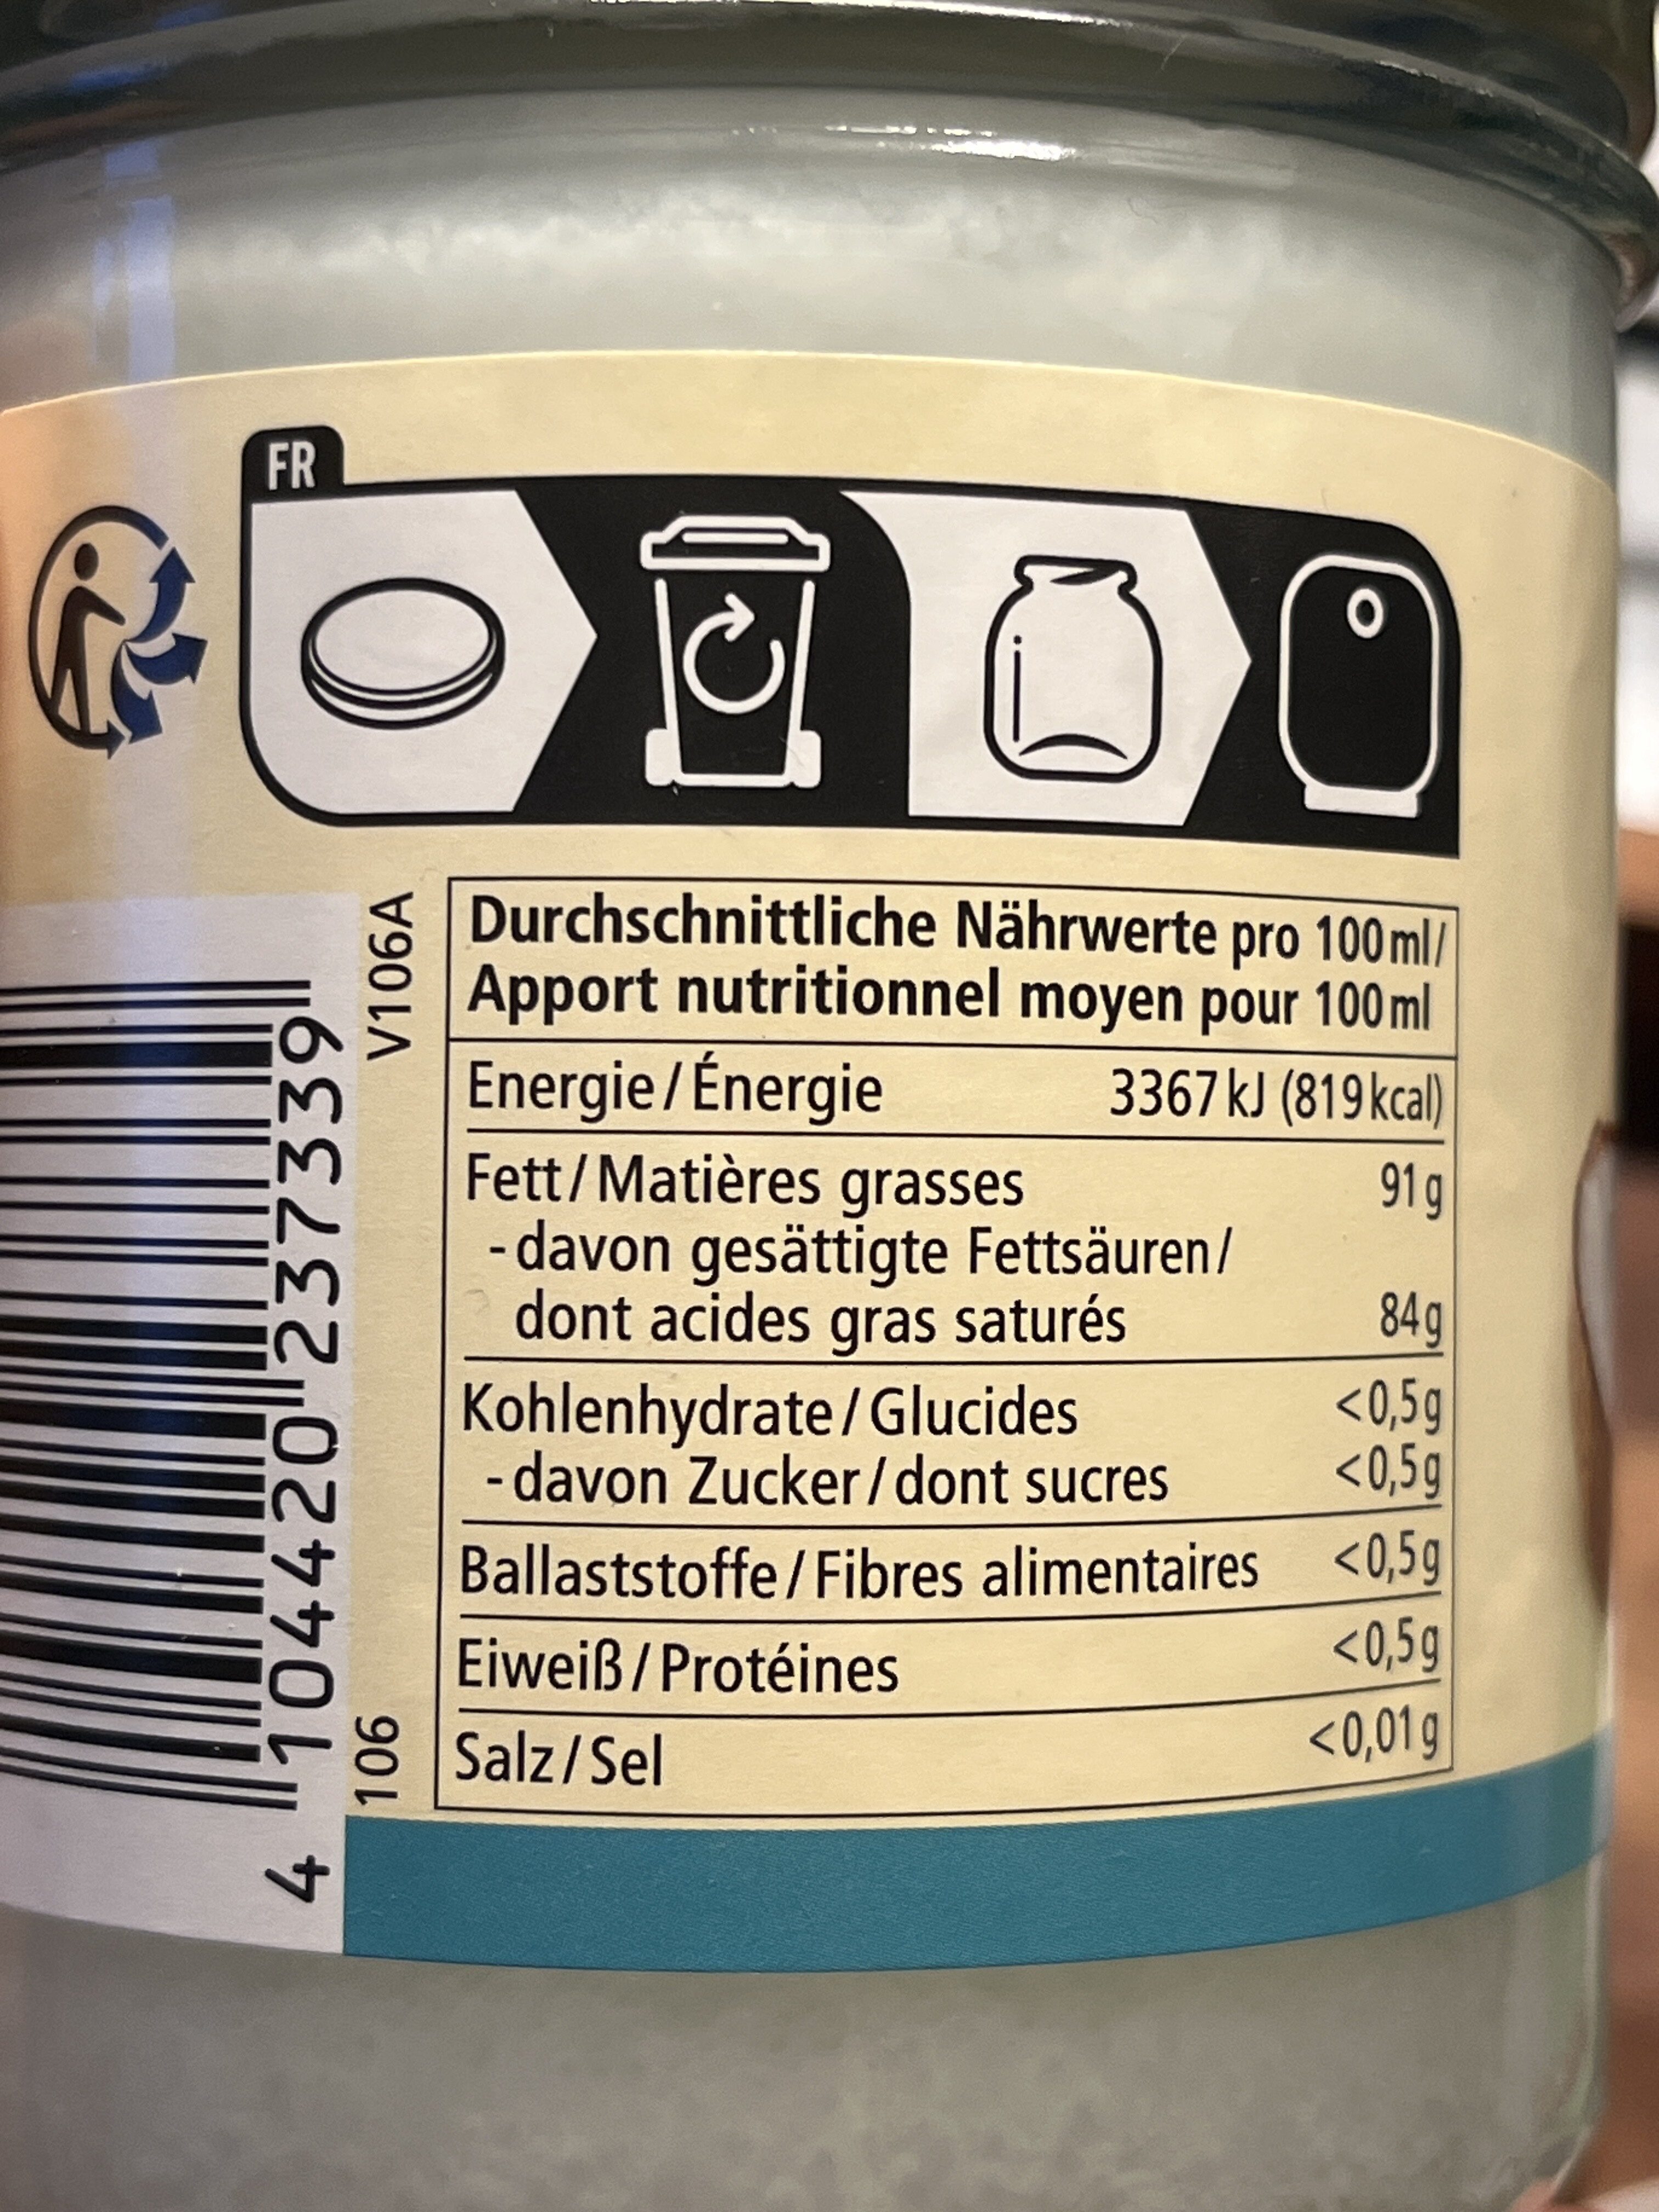 FR
V106A
Durchschnittliche Nährwerte pro 100 ml/
Apport nutritionnel moyen pour 100 ml
Energie / Énergie 3367 kJ (819 kcal)
Fett / Matières grasses 91 g
- davon gesättigte Fettsäuren /
dont acides gras saturés 84 g
Kohlenhydrate / Glucides <0,5 g
- davon Zucker / dont sucres <0,5 g
Ballaststoffe / Fibres alimentaires <0,5 g
Eiweiß / Protéines <0,5 g
Salz / Sel <0,01 g
106
4 104420 237339